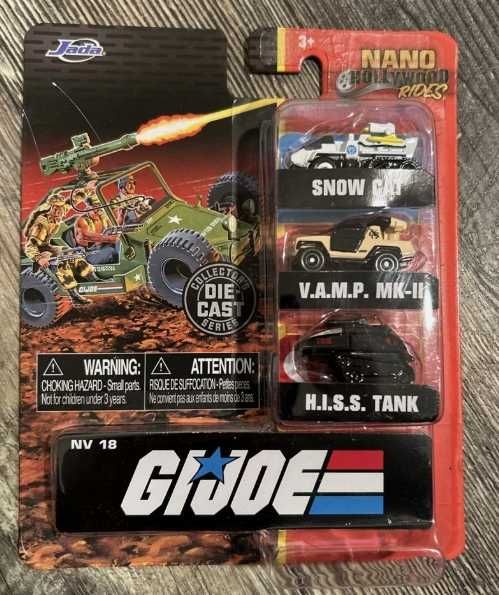 Jada
3+
NANO
HOLLYWOOD
RIDES
SNOW CAT
V.A.M.P. MK-II
H.I.S.S. TANK
GIJOE
COLLECTORS
DIE-
CAST
SERIES
WARNING:
CHOKING HAZARD - Small parts.
Not for children under 3 years.
ATTENTION:
RISQUE DE SUFFOCATION - Petites pièces.
Ne convient pas aux enfants de moins de 3 ans.
NV 18
GIJOE